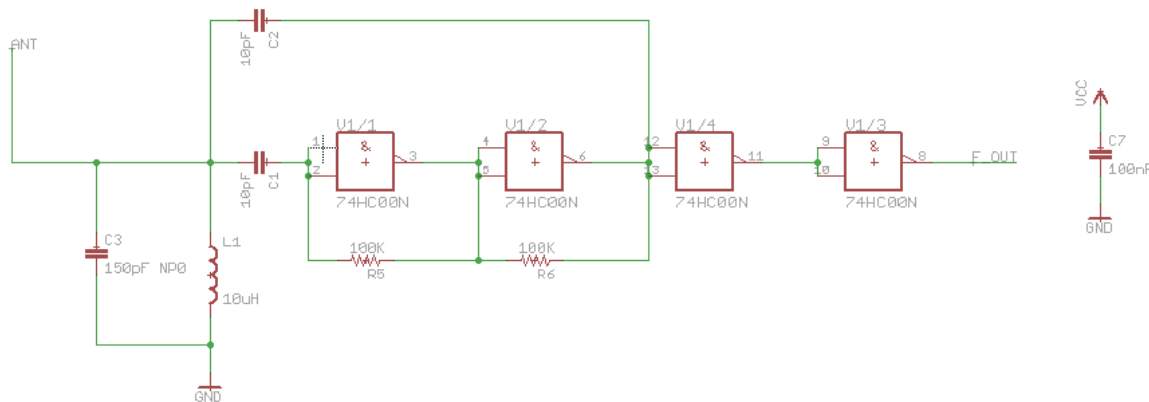 ANT
10pF
C2
10pF
C1
C3
150pF NP0
L1
10uH
GND
V1/1
1
2
&
3
74HC00N
V1/2
4
5
&
6
74HC00N
V1/4
12
13
&
11
74HC00N
V1/3
9
10
&
8
74HC00N
F_OUT
100K
R5
100K
R6
VCC
C7
GND